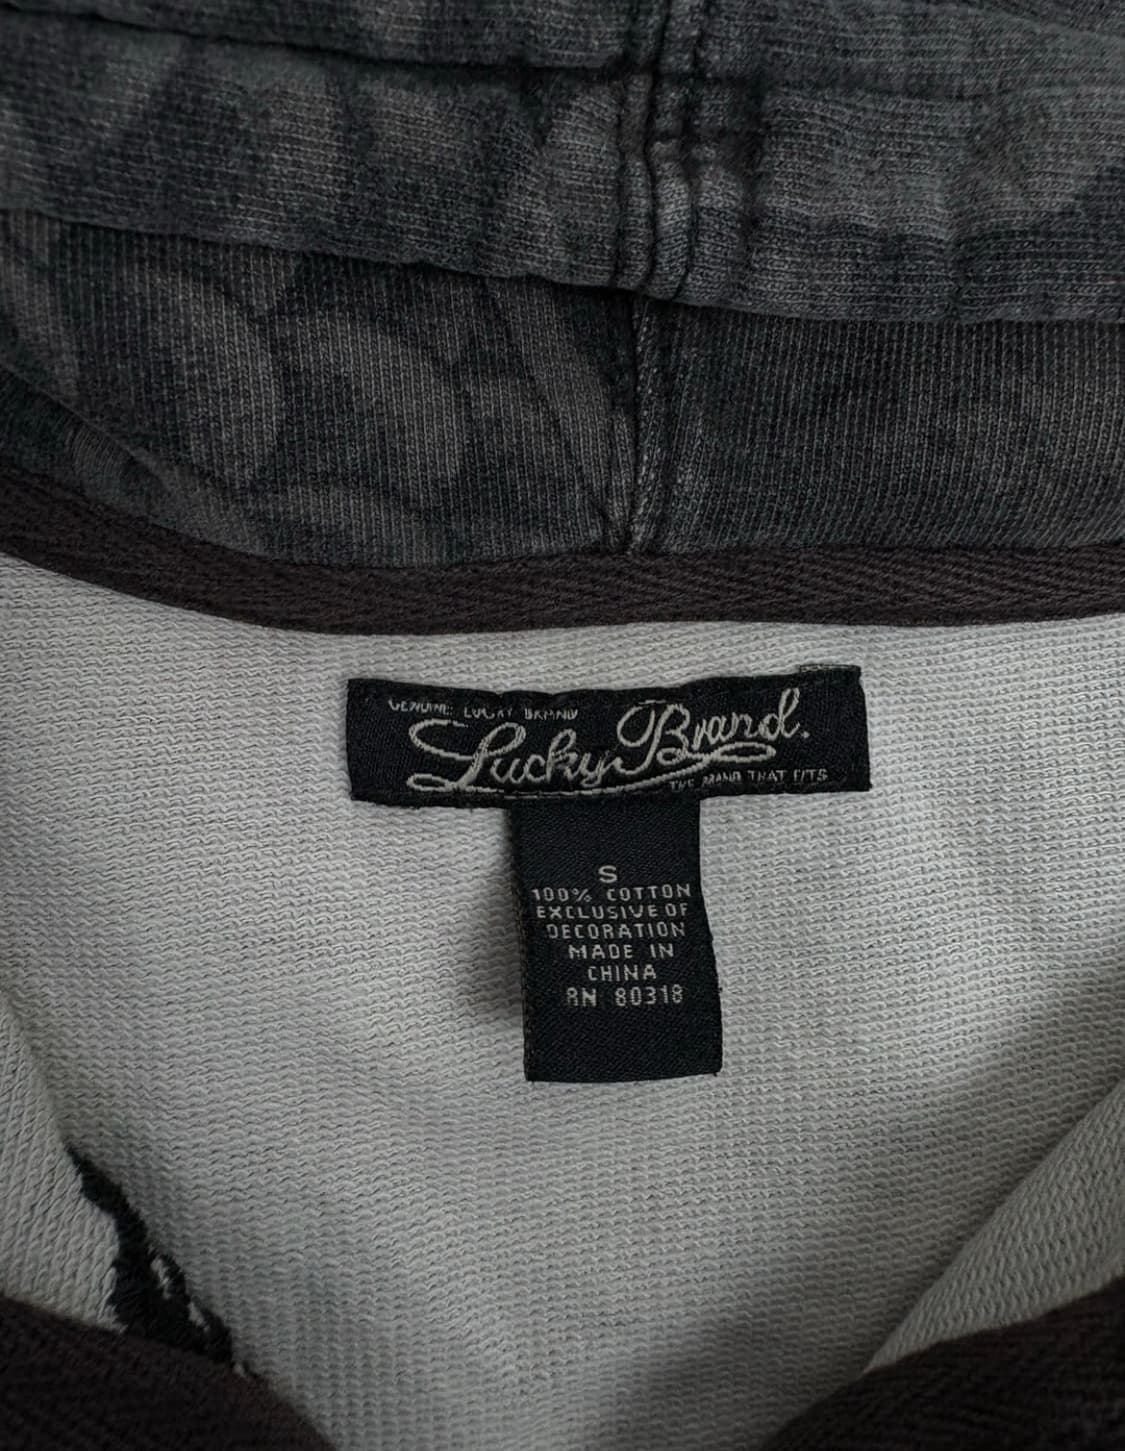 GENUINE LUCKY BRAND
Lucky Brand.
THE BRAND THAT FITS
S
100% COTTON
EXCLUSIVE OF
DECORATION
MADE IN
CHINA
RN 80318